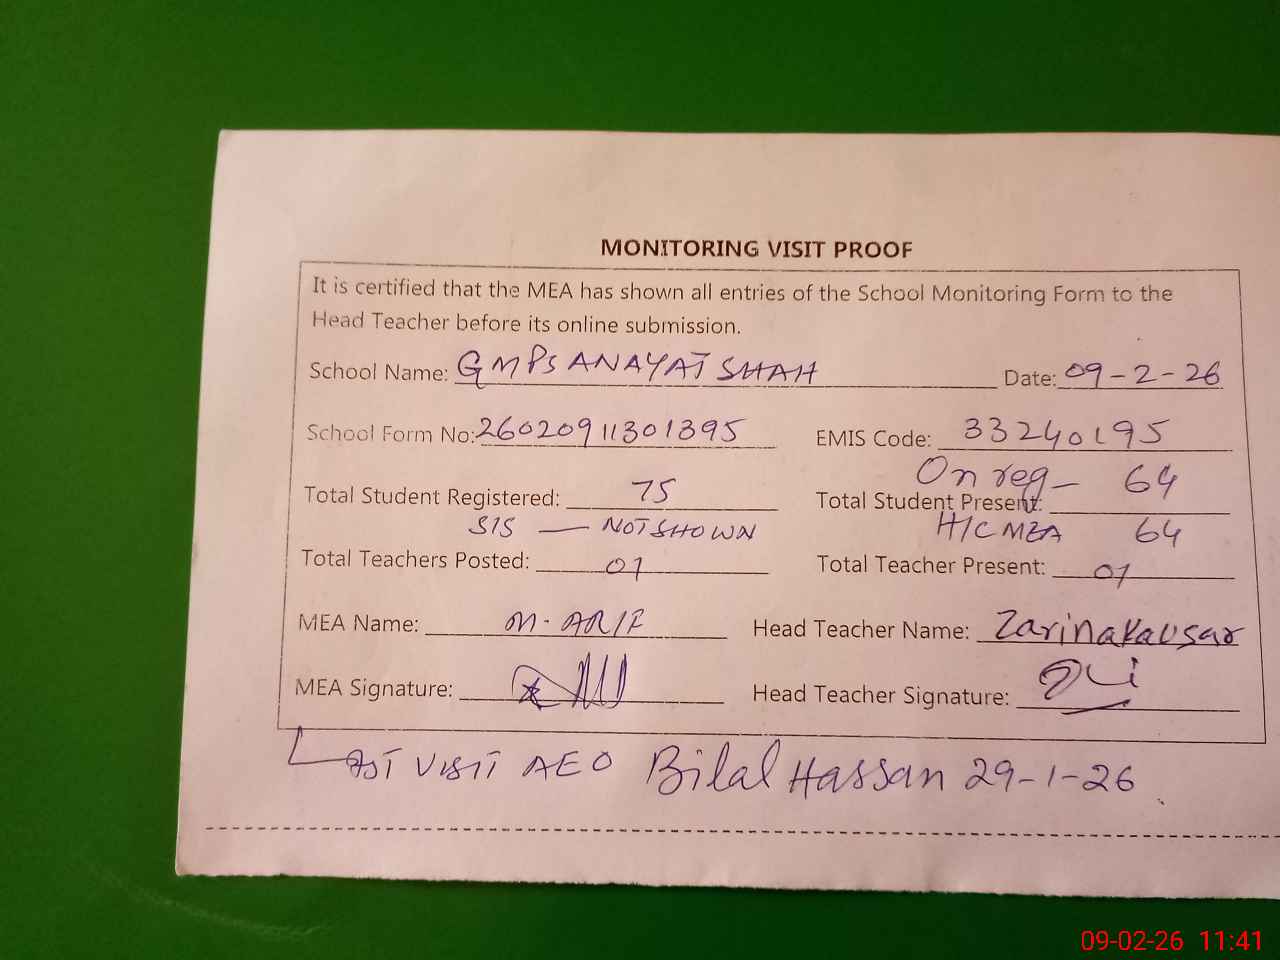 MONITORING VISIT PROOF
It is certified that the MEA has shown all entries of the School Monitoring Form to the
Head Teacher before its online submission.
School Name: GMPS ANAYAT SHAH Date: 09-2-26
School Form No: 26020911301395 EMIS Code: 33240195
On reg - 64
Total Student Registered: 75 Total Student Present:
SIS — NOT SHOWN H/C MEA 64
Total Teachers Posted: 01 Total Teacher Present: 01
MEA Name: M. ARIF Head Teacher Name: Zarina Kausar
MEA Signature: Head Teacher Signature:
LAST VISIT AEO Bilal Hassan 29-1-26
09-02-26 11:41